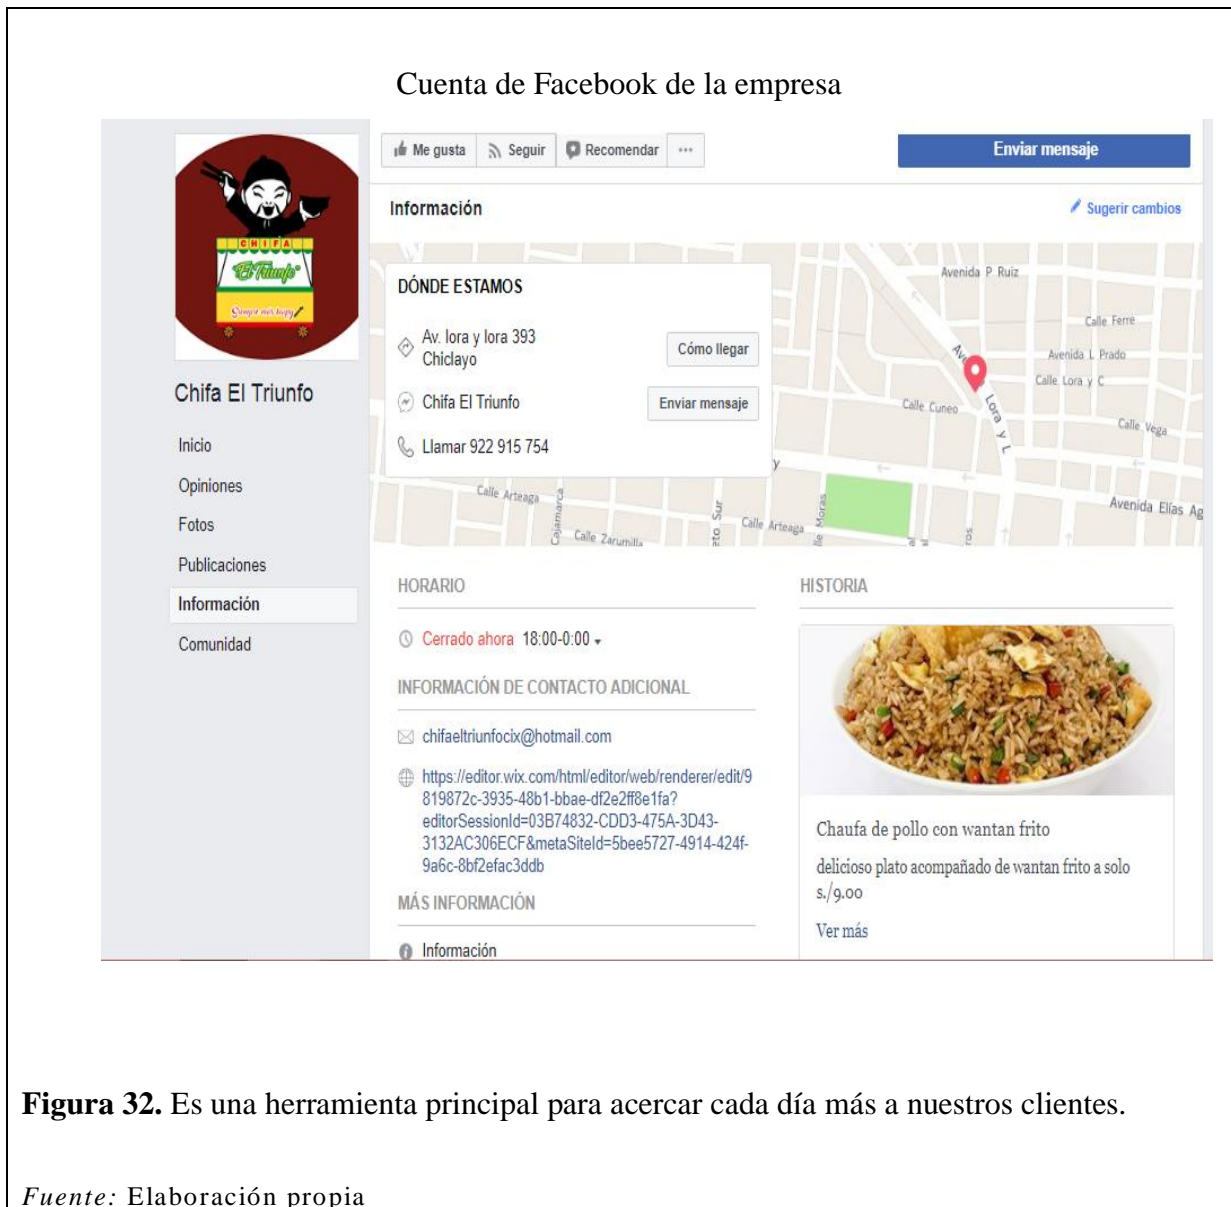 Cuenta de Facebook de la empresa
Me gusta
Seguir
Recomendar
Enviar mensaje
CHIFA
"El Triunfo"
Chifa El Triunfo
Inicio
Opiniones
Fotos
Publicaciones
Información
Comunidad
Información
Sugerir cambios
DÓNDE ESTAMOS
Av. lora y lora 393
Chiclayo
Cómo llegar
Chifa El Triunfo
Enviar mensaje
Llamar 922 915 754
Avenida P Ruiz
Calle Ferre
Avenida L Prado
Calle Lora y C
Calle Cuneo
Lora y L
Calle Vega
Calle Arteaga
Cajamarca
Calle Zarumilla
Sur
Calle Arteaga
Moras
Avenida Elías Ag
HORARIO
Cerrado ahora 18:00-0:00
INFORMACIÓN DE CONTACTO ADICIONAL
chifaeltriunfocix@hotmail.com
https://editor.wix.com/html/editor/web/renderer/edit/9
819872c-3935-48b1-bbae-df2e2ff8e1fa?
editorSessionId=03B74832-CDD3-475A-3D43-
3132AC306ECF&metaSiteId=5bee5727-4914-424f-
9a6c-8bf2efac3ddb
MÁS INFORMACIÓN
Información
HISTORIA
Chaufa de pollo con wantan frito
delicioso plato acompañado de wantan frito a solo
s./9.00
Ver más
Figura 32. Es una herramienta principal para acercar cada día más a nuestros clientes.
Fuente: Elaboración propia